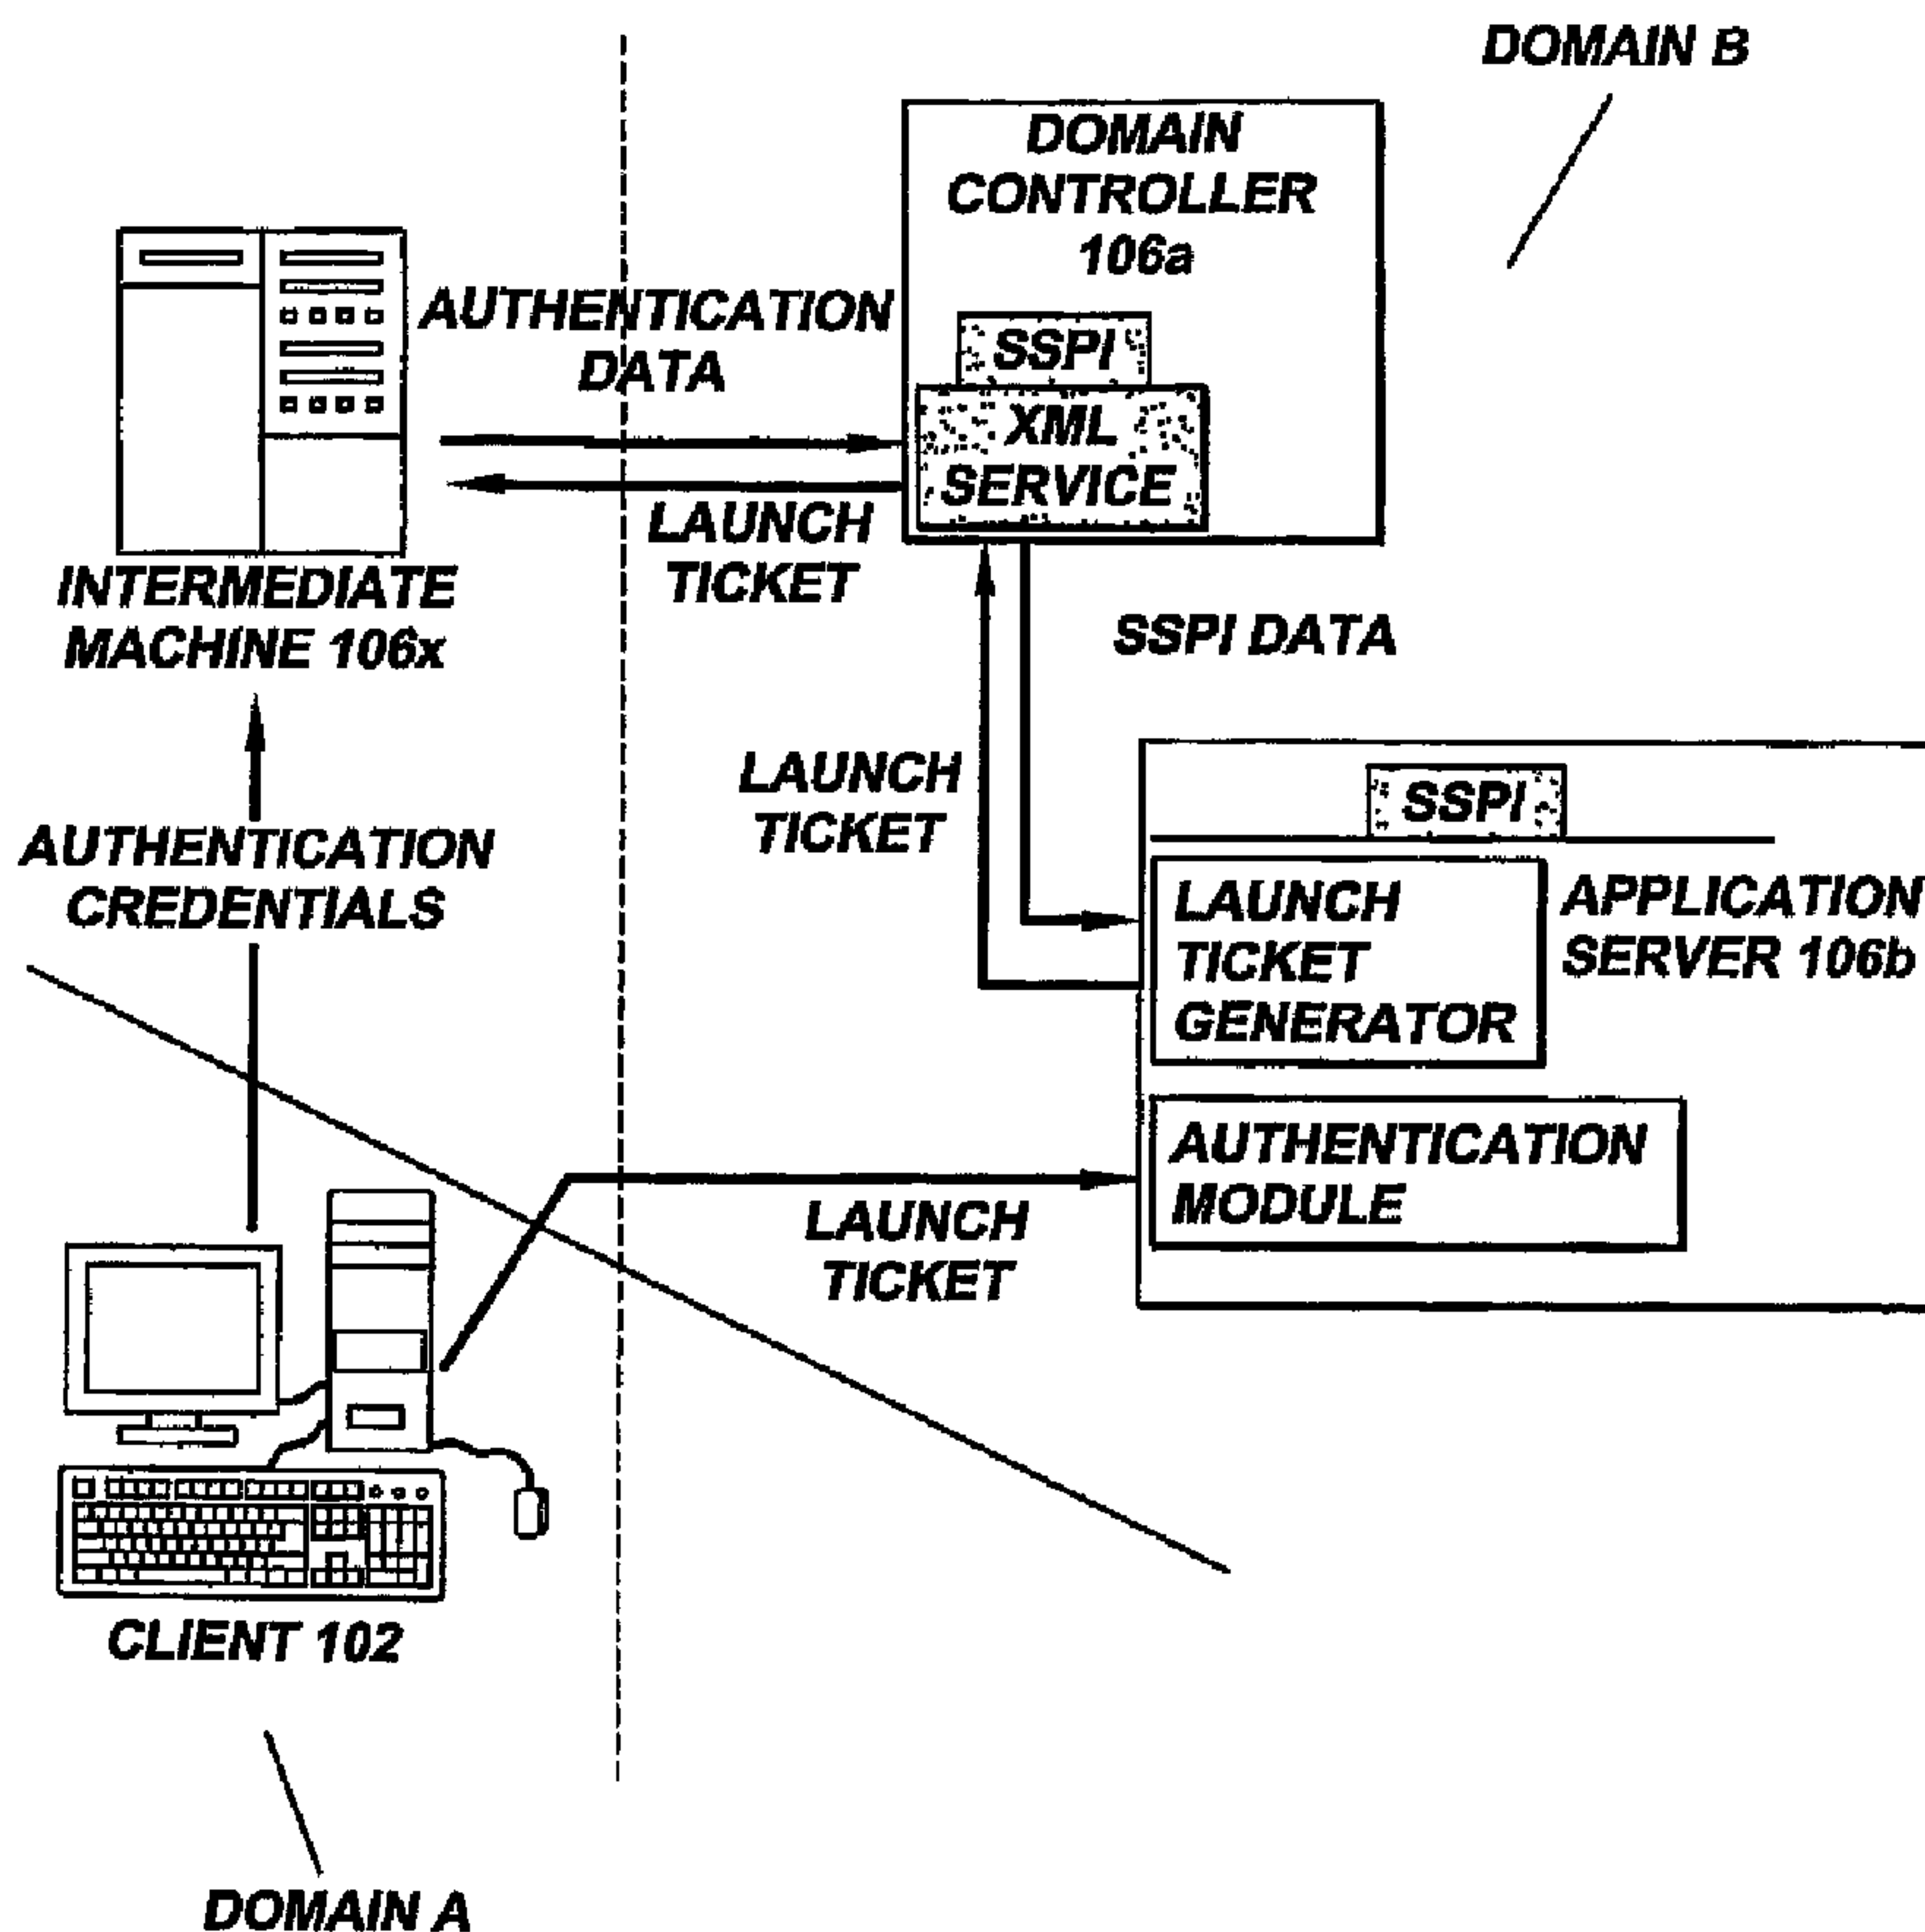 DOMAIN B
DOMAIN
CONTROLLER
106a
SSPI
XML
SERVICE
AUTHENTICATION
DATA
LAUNCH
TICKET
INTERMEDIATE
MACHINE 106x
SSPI DATA
LAUNCH
TICKET
AUTHENTICATION
CREDENTIALS
SSPI
LAUNCH
TICKET
GENERATOR
APPLICATION
SERVER 106b
AUTHENTICATION
MODULE
LAUNCH
TICKET
CLIENT 102
DOMAIN A